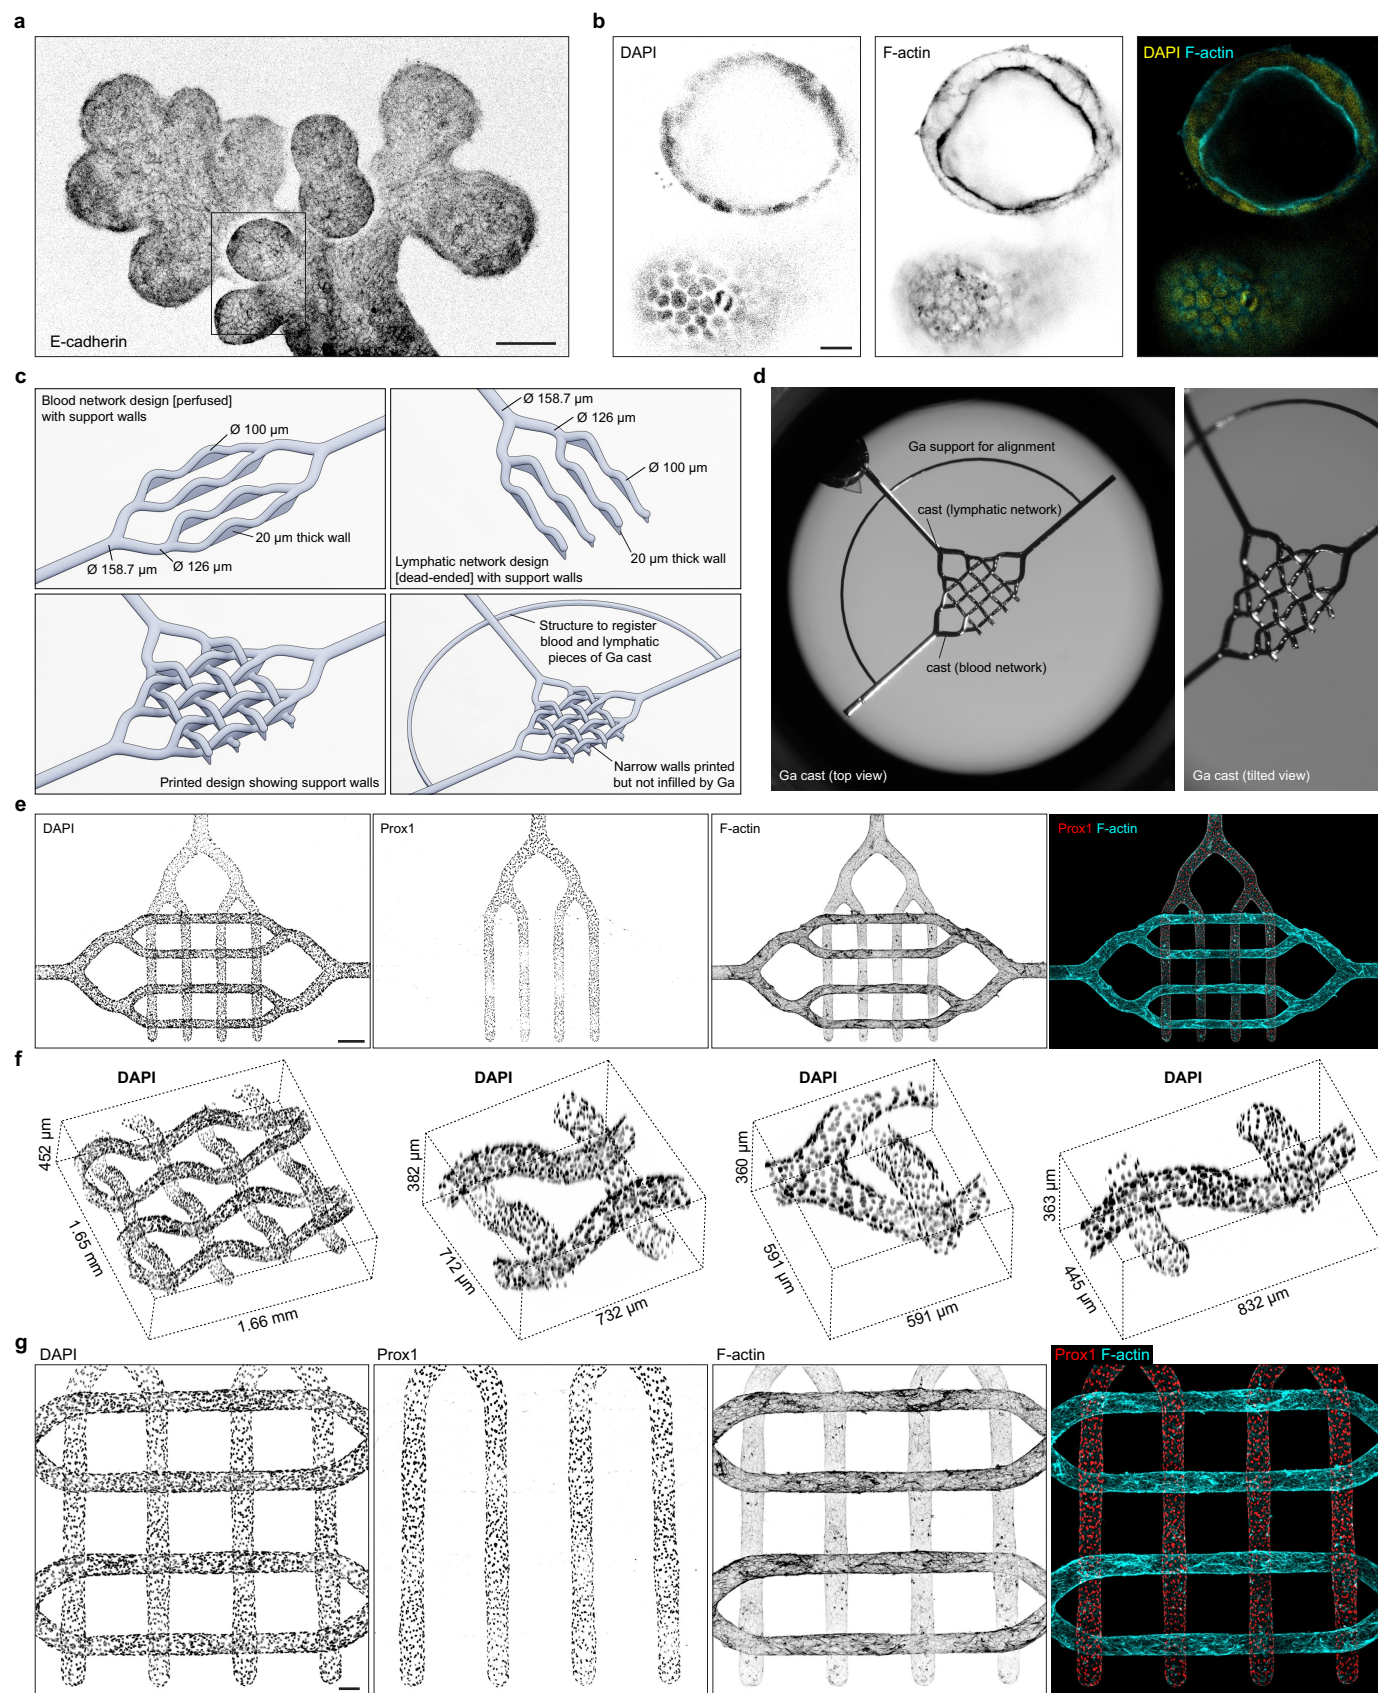 a
E-cadherin
b
DAPI
F-actin
DAPI F-actin
c
Blood network design [perfused]
with support walls
Ø 100 µm
20 µm thick wall
Ø 158.7 µm
Ø 126 µm
Ø 158.7 µm
Ø 126 µm
Ø 100 µm
20 µm thick wall
Lymphatic network design
[dead-ended] with support walls
Printed design showing support walls
Structure to register
blood and lymphatic
pieces of Ga cast
Narrow walls printed
but not infilled by Ga
d
Ga support for alignment
cast (lymphatic network)
cast (blood network)
Ga cast (top view)
Ga cast (tilted view)
e
DAPI
Prox1
F-actin
Prox1 F-actin
f
DAPI
452 µm
1.65 mm
1.66 mm
DAPI
382 µm
712 µm
732 µm
DAPI
360 µm
591 µm
591 µm
DAPI
363 µm
445 µm
832 µm
g
DAPI
Prox1
F-actin
Prox1 F-actin